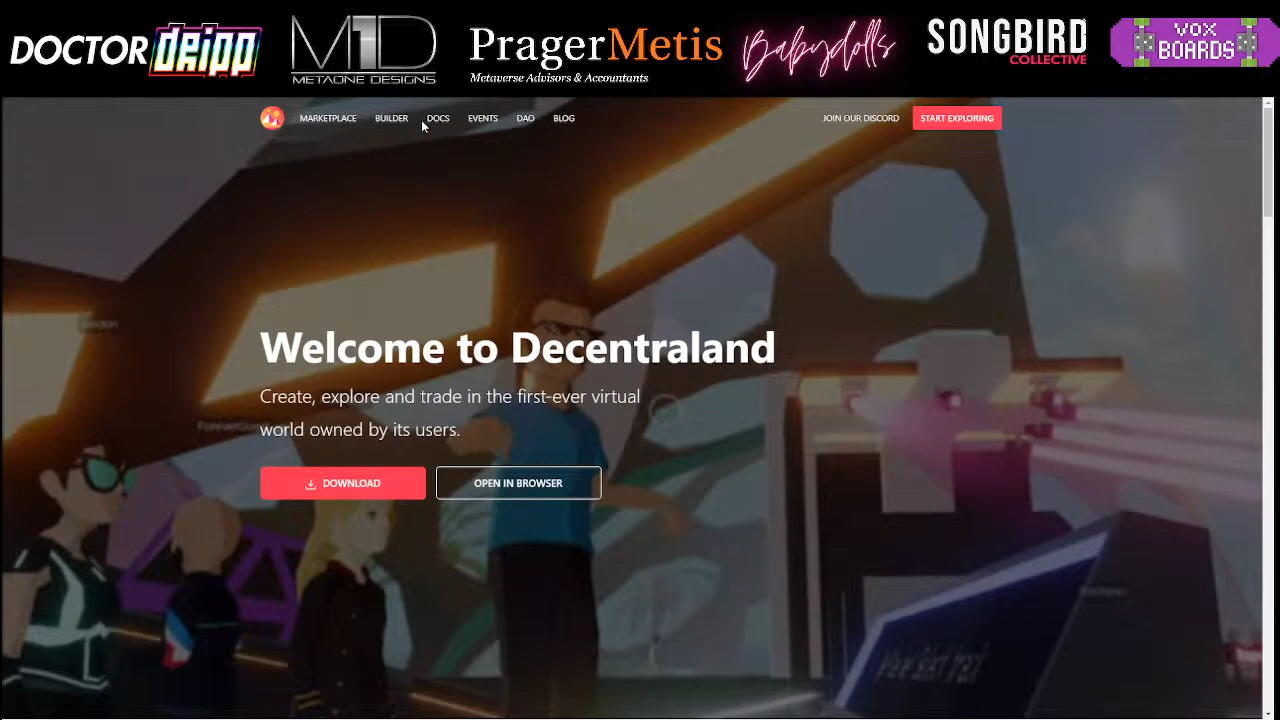 DOCTOR dripp
M1D
METAONE DESIGNS
PragerMetis
Metaverse Advisors & Accountants
Babydolls
SONGBIRD
COLLECTIVE
VOX
BOARDS
MARKETPLACE BUILDER DOCS EVENTS DAO BLOG
JOIN OUR DISCORD START EXPLORING
Welcome to Decentraland
Create, explore and trade in the first-ever virtual
world owned by its users.
DOWNLOAD OPEN IN BROWSER